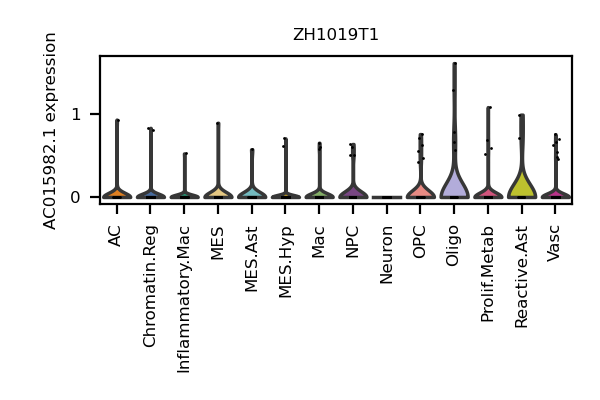 ZH1019T1
AC015982.1 expression
1
0
AC
Chromatin.Reg
Inflammatory.Mac
MES
MES.Ast
MES.Hyp
Mac
NPC
Neuron
OPC
Oligo
Prolif.Metab
Reactive.Ast
Vasc